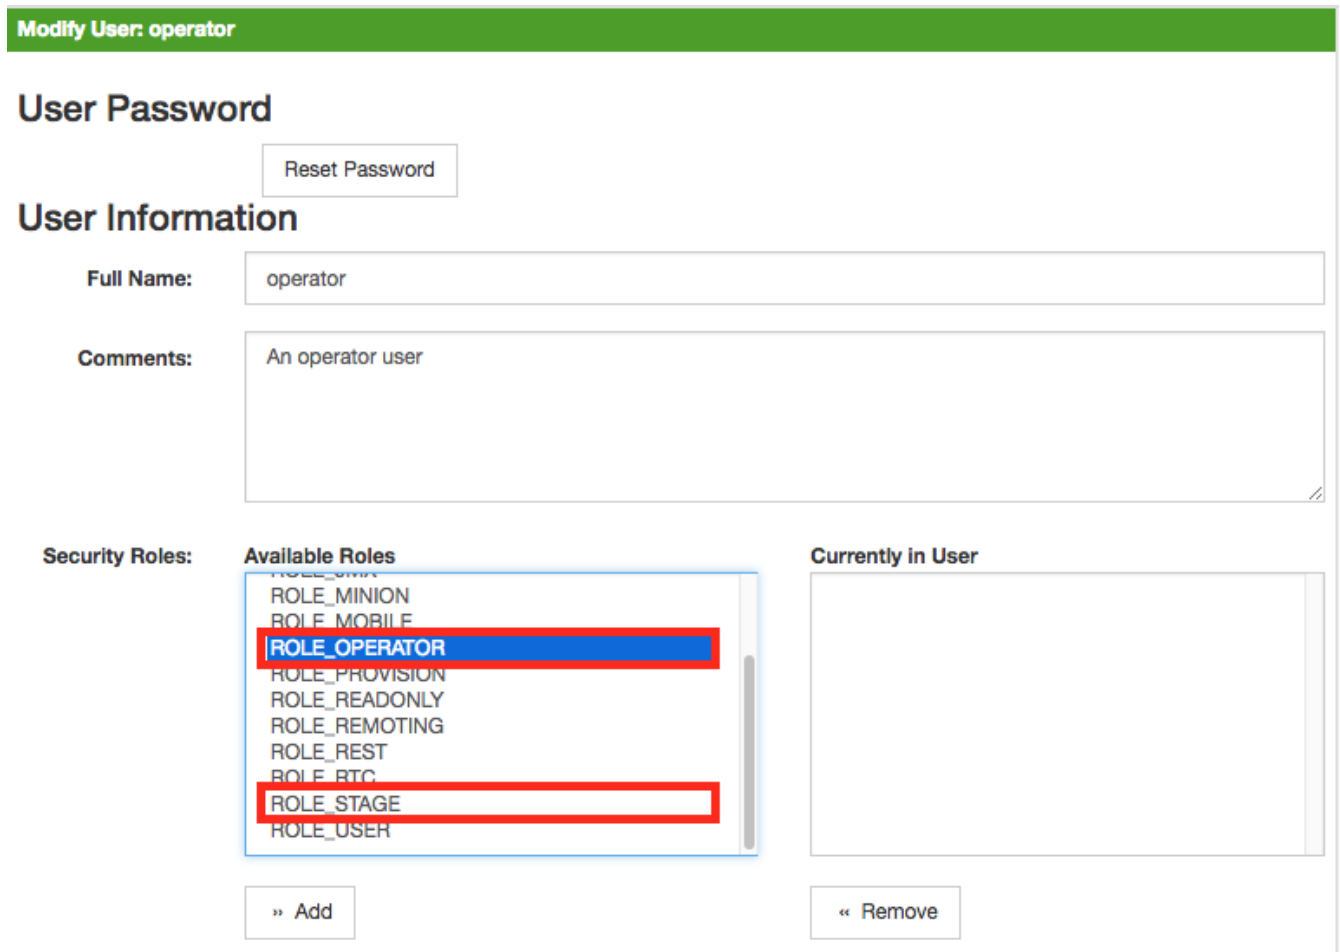 Modify User: operator
User Password
Reset Password
User Information
Full Name:
operator
Comments:
An operator user
Security Roles:
Available Roles
Currently in User
ROLE_JMX
ROLE_MINION
ROLE_MOBILE
ROLE_OPERATOR
ROLE_PROVISION
ROLE_READONLY
ROLE_REMOTING
ROLE_REST
ROLE_RTC
ROLE_STAGE
ROLE_USER
» Add
« Remove